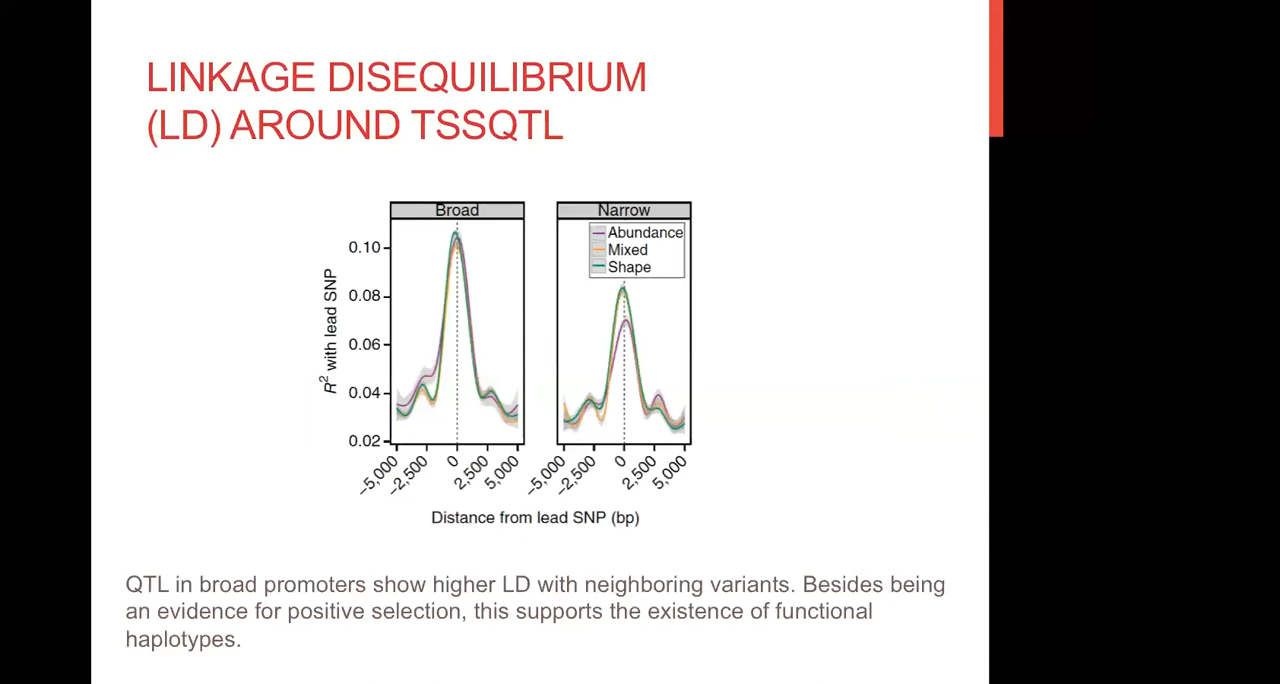 LINKAGE DISEQUILIBRIUM
(LD) AROUND TSSQTL
Broad
Narrow
Abundance
Mixed
Shape
R² with lead SNP
0.10
0.08
0.06
0.04
0.02
−5,000
−2,500
0
2,500
5,000
−5,000
−2,500
0
2,500
5,000
Distance from lead SNP (bp)
QTL in broad promoters show higher LD with neighboring variants. Besides being
an evidence for positive selection, this supports the existence of functional
haplotypes.